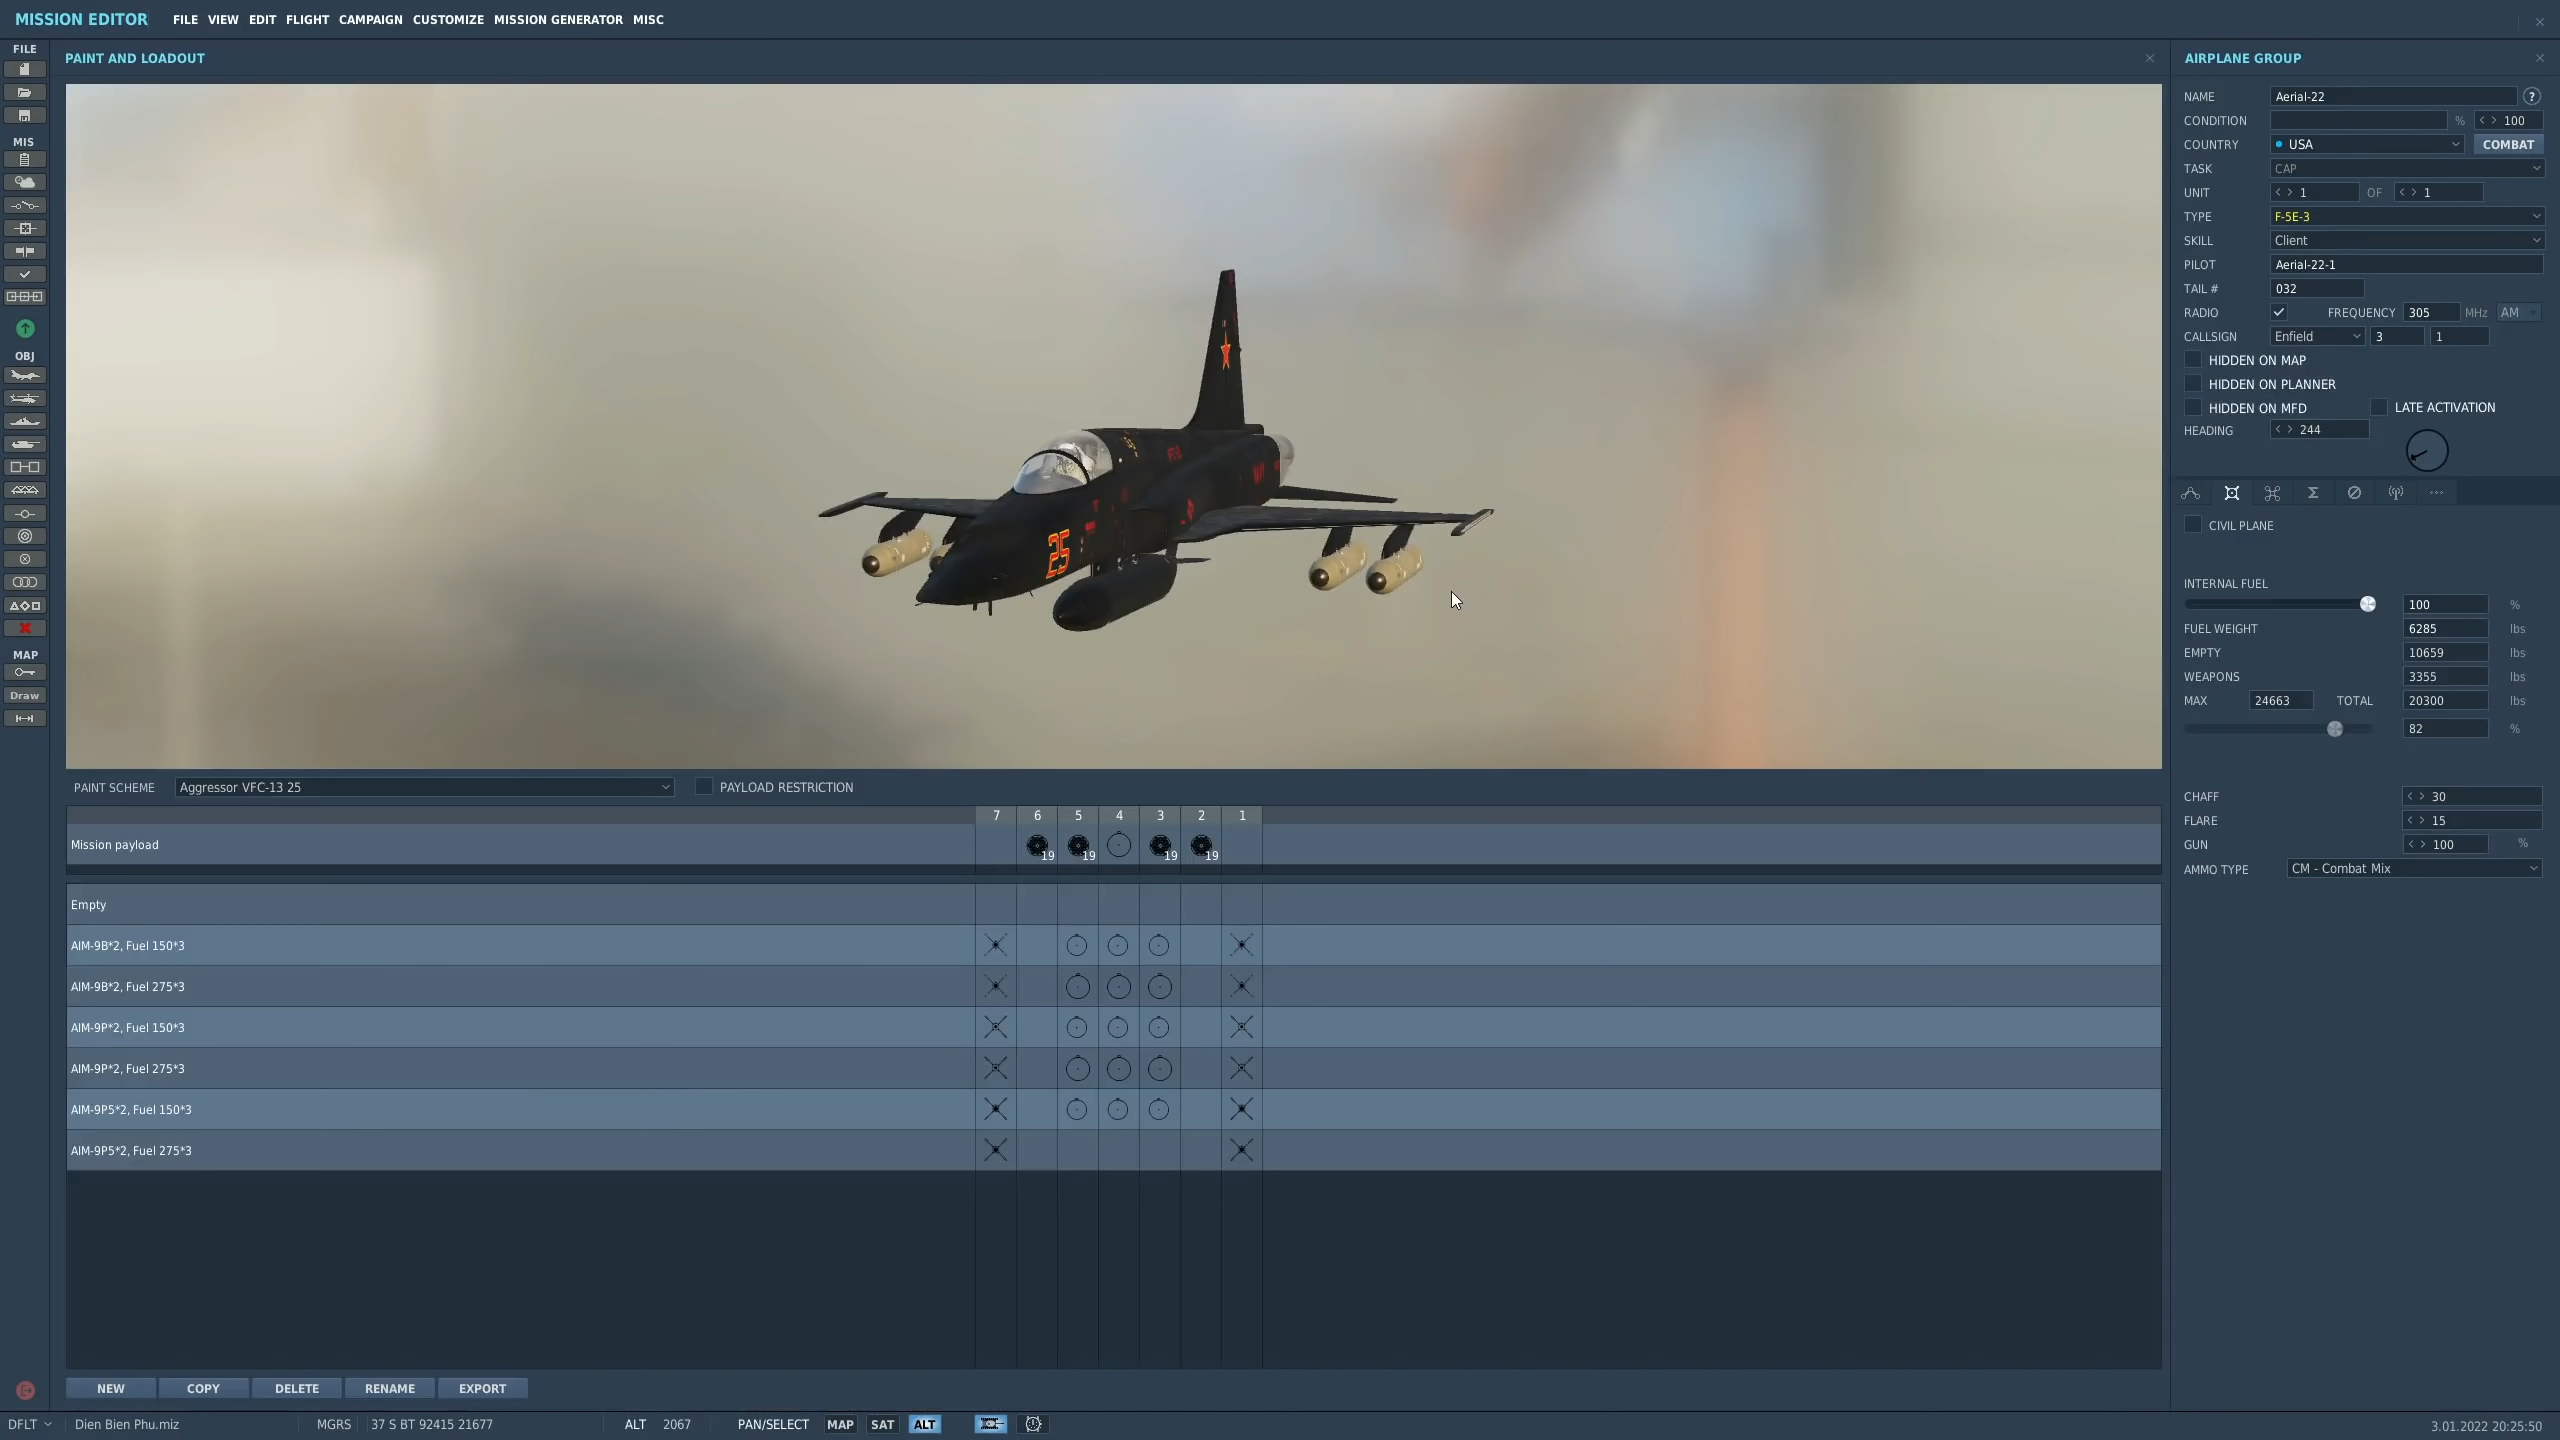 MISSION EDITOR FILE VIEW EDIT FLIGHT CAMPAIGN CUSTOMIZE MISSION GENERATOR MISC
FILE
MIS
OBJ
MAP
Draw
PAINT AND LOADOUT
25
PAINT SCHEME Aggressor VFC-13 25 PAYLOAD RESTRICTION
7 6 5 4 3 2 1
Mission payload 19 19 19 19
Empty
AIM-9B*2, Fuel 150*3
AIM-9B*2, Fuel 275*3
AIM-9P*2, Fuel 150*3
AIM-9P*2, Fuel 275*3
AIM-9P5*2, Fuel 150*3
AIM-9P5*2, Fuel 275*3
NEW COPY DELETE RENAME EXPORT
AIRPLANE GROUP
NAME Aerial-22 ?
CONDITION % < > 100
COUNTRY USA COMBAT
TASK CAP
UNIT < > 1 OF < > 1
TYPE F-5E-3
SKILL Client
PILOT Aerial-22-1
TAIL # 032
RADIO FREQUENCY 305 MHz AM
CALLSIGN Enfield 3 1
HIDDEN ON MAP
HIDDEN ON PLANNER
HIDDEN ON MFD LATE ACTIVATION
HEADING < > 244
CIVIL PLANE
INTERNAL FUEL
100 %
FUEL WEIGHT 6285 lbs
EMPTY 10659 lbs
WEAPONS 3355 lbs
MAX 24663 TOTAL 20300 lbs
82 %
CHAFF < > 30
FLARE < > 15
GUN < > 100 %
AMMO TYPE CM - Combat Mix
DFLT Dien Bien Phu.miz MGRS 37 S BT 92415 21677 ALT 2067 PAN/SELECT MAP SAT ALT 3.01.2022 20:25:50